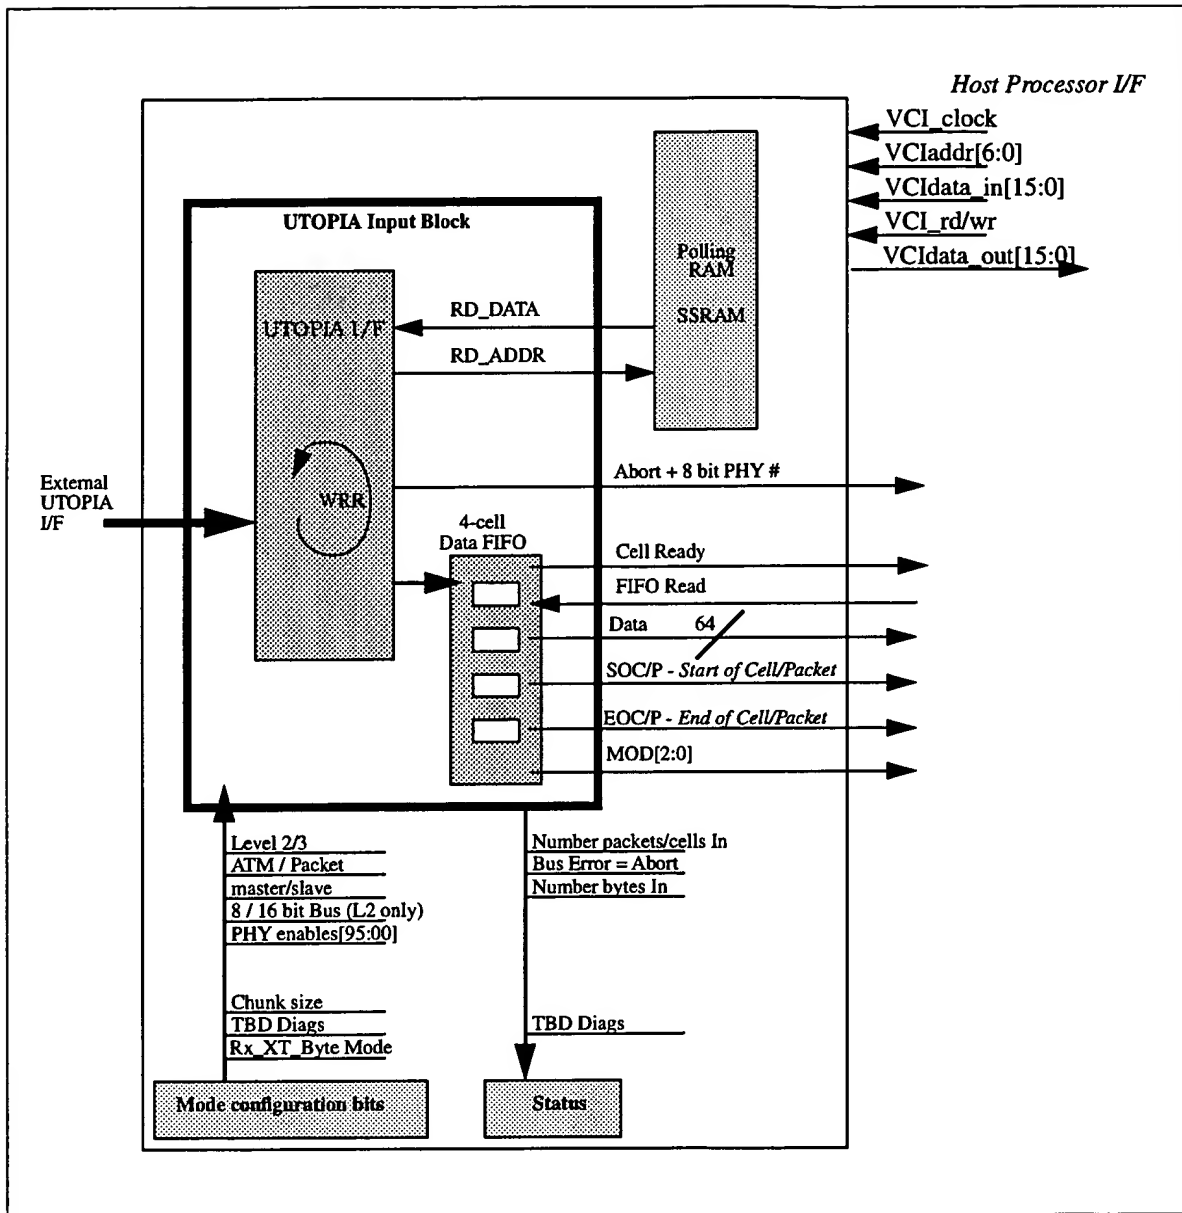 Host Processor I/F
VCI_clock
VCIaddr[6:0]
VCIdata_in[15:0]
VCI_rd/wr
VCIdata_out[15:0]
UTOPIA Input Block
Polling
RAM
SSRAM
UTOPIA I/F
RD_DATA
RD_ADDR
WRR
External
UTOPIA
I/F
Abort + 8 bit PHY #
4-cell
Data FIFO
Cell Ready
FIFO Read
Data 64
SOC/P - Start of Cell/Packet
EOC/P - End of Cell/Packet
MOD[2:0]
Level 2/3
ATM / Packet
master/slave
8 / 16 bit Bus (L2 only)
PHY enables[95:00]
Chunk size
TBD Diags
Rx_XT_Byte Mode
Mode configuration bits
Number packets/cells In
Bus Error = Abort
Number bytes In
TBD Diags
Status